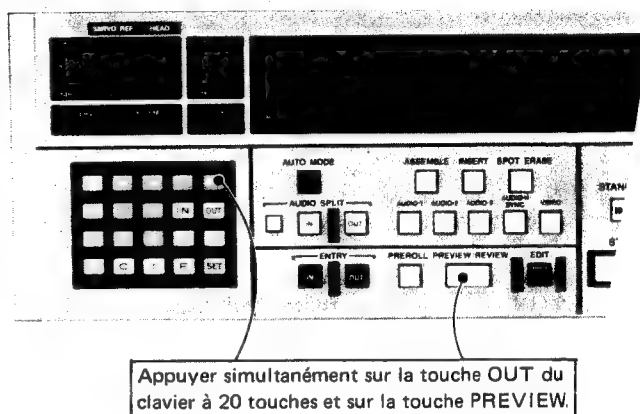 SERVO REF HEAD
AUTO MODE
ASSEMBLE INSERT SPOT ERASE
AUDIO SPLIT
AUDIO-1 AUDIO-2 AUDIO-3 SYNC VIDEO
IN OUT
IN OUT
STAN
ENTRY
PREROLL PREVIEW/REVIEW EDIT
IN OUT
C F SET
Appuyer simultanément sur la touche OUT du
clavier à 20 touches et sur la touche PREVIEW.